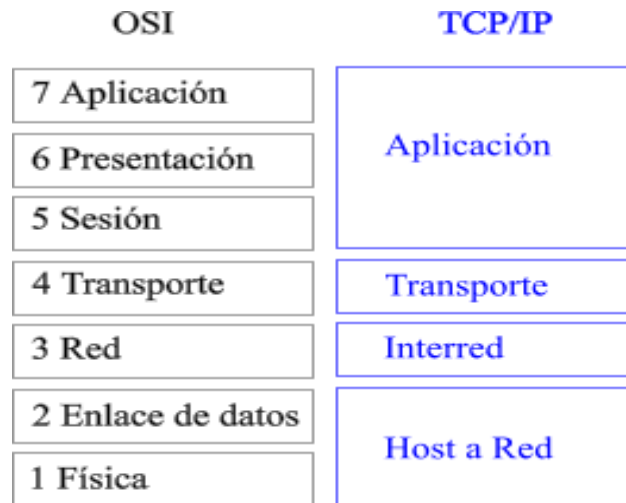 OSI
TCP/IP
7 Aplicación
6 Presentación
5 Sesión
4 Transporte
3 Red
2 Enlace de datos
1 Física
Aplicación
Transporte
Interred
Host a Red